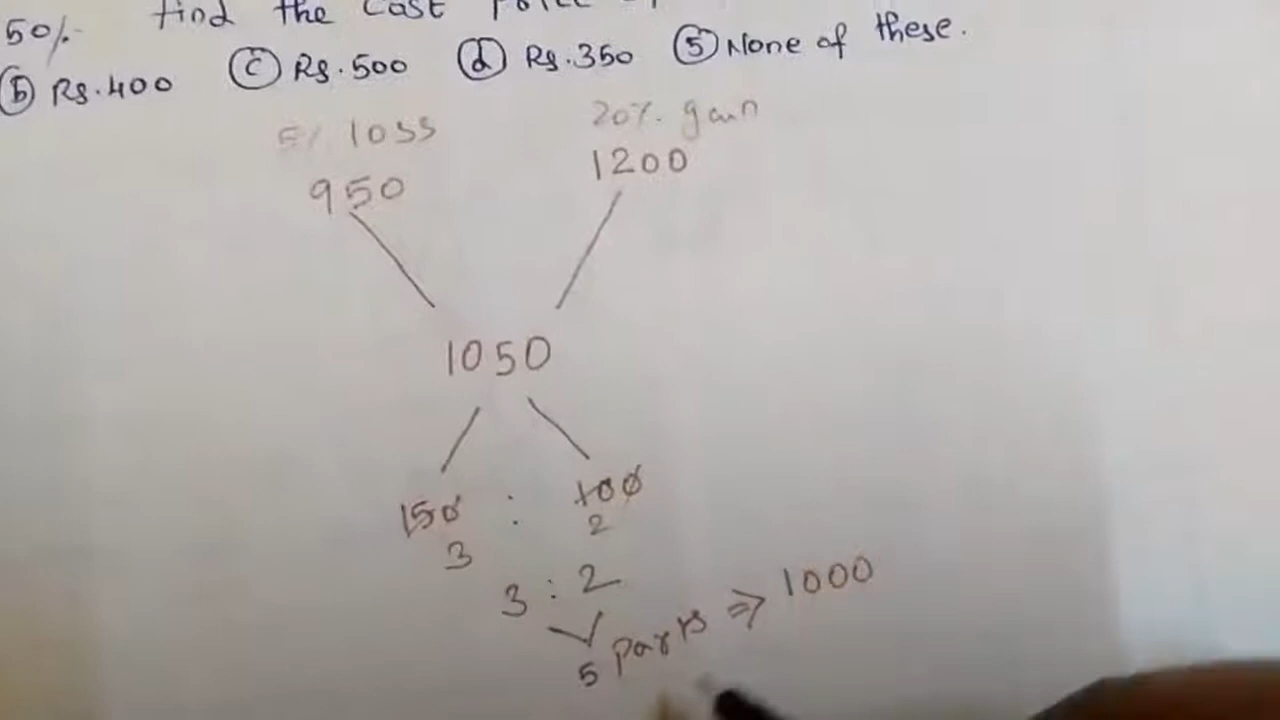 50%. find the Cost Price
ⓑ Rs.400 ⓒ Rs.500 ⓓ Rs.350 ⑤ None of these.
5% loss 20%. gain
950 1200
1050
150 : 100
3 2
3 : 2
5 parts ⇒ 1000